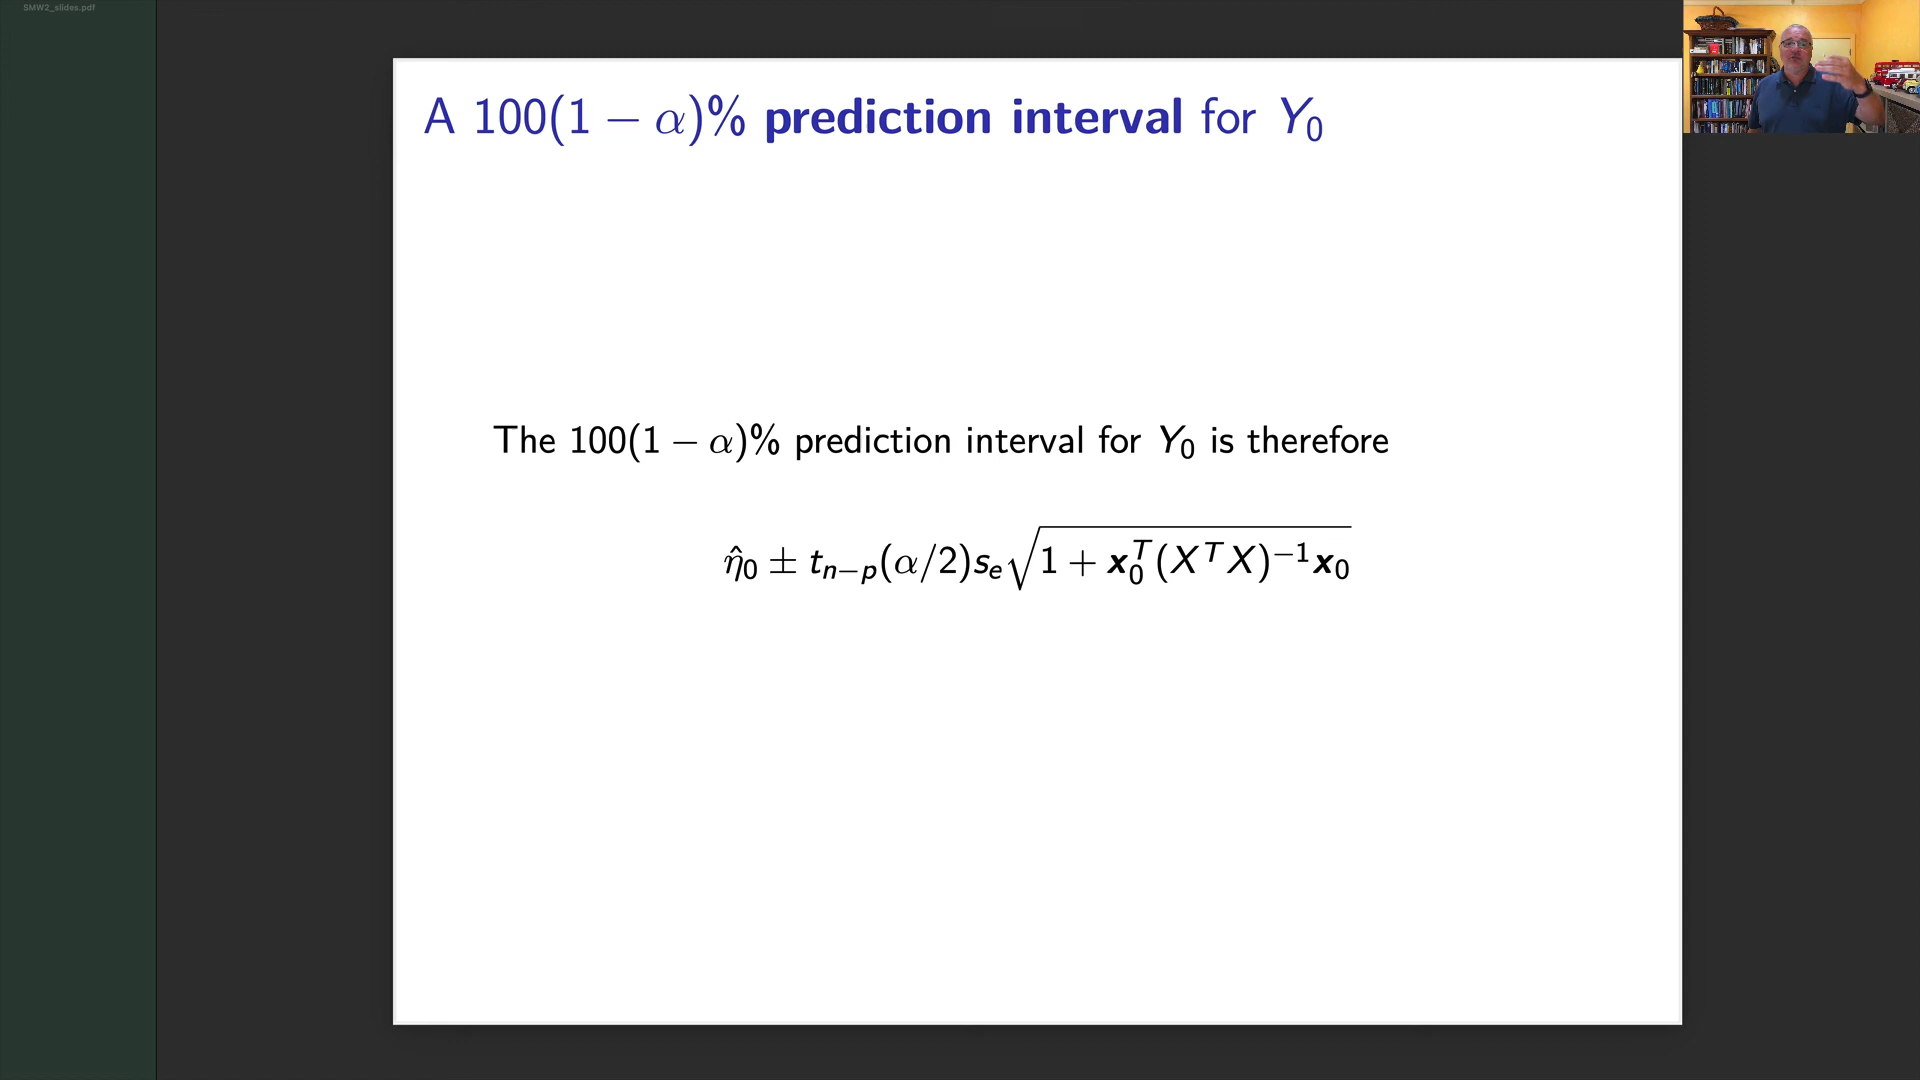 SMW2_slides.pdf
A 100(1 − α)% prediction interval for Y₀
The 100(1 − α)% prediction interval for Y₀ is therefore
η̂₀ ± tₙ₋ₚ(α/2)sₑ√(1 + x₀ᵀ(XᵀX)⁻¹x₀)